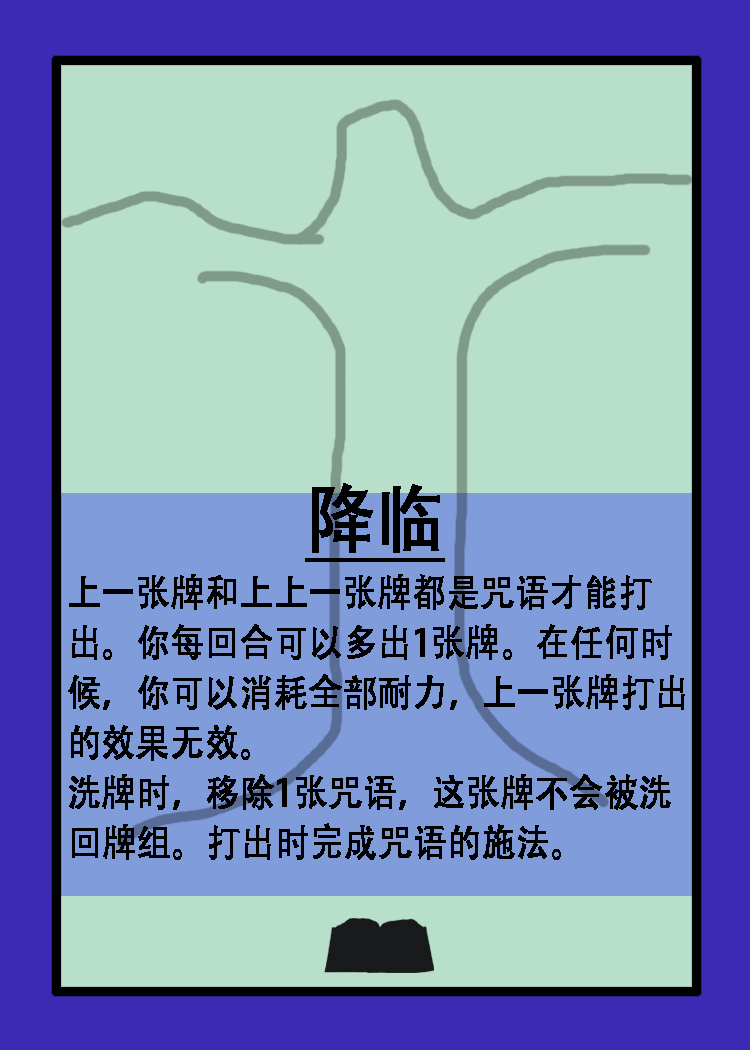 降临
上一张牌和上上一张牌都是咒语才能打
出。你每回合可以多出1张牌。在任何时
候，你可以消耗全部耐力，上一张牌打出
的效果无效。
洗牌时，移除1张咒语，这张牌不会被洗
回牌组。打出时完成咒语的施法。